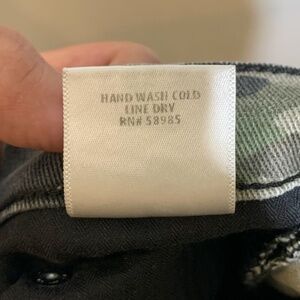 HAND WASH COLD
LINE DRY
RN# 58985